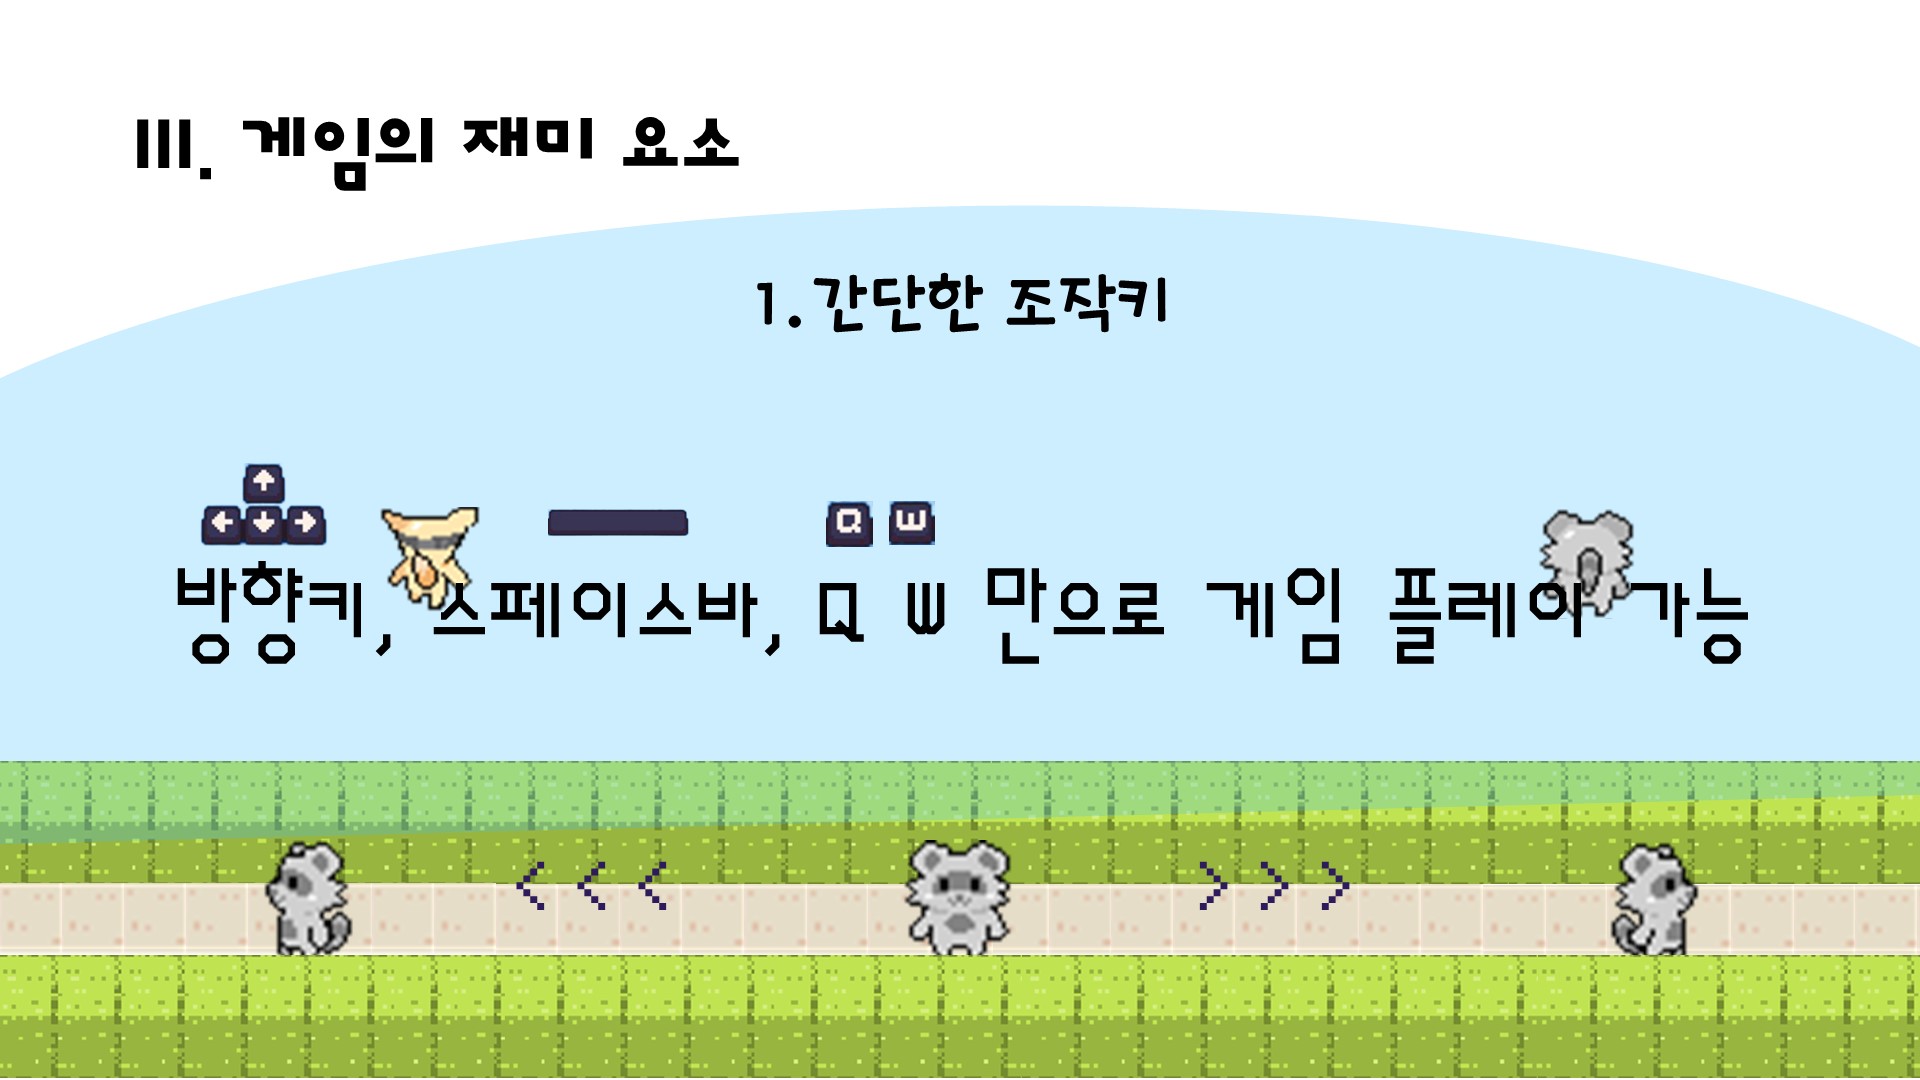 III. 게임의 재미 요소
1. 간단한 조작키
Q W
방향키, 스페이스바, Q W 만으로 게임 플레이 가능